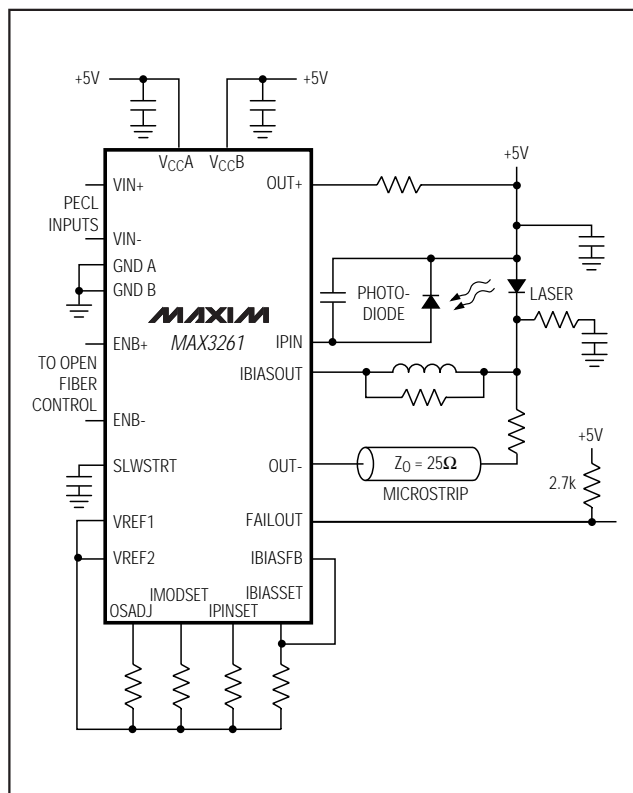 +5V
+5V
VCCA
VCCB
+5V
VIN+
OUT+
PECL
INPUTS
VIN-
GND A
GND B
PHOTO-
DIODE
LASER
MAXIM
MAX3261
ENB+
IPIN
TO OPEN
FIBER
CONTROL
IBIASOUT
ENB-
+5V
SLWSTRT
OUT-
ZO = 25Ω
MICROSTRIP
2.7k
VREF1
FAILOUT
VREF2
IBIASFB
OSADJ
IMODSET
IPINSET
IBIASSET